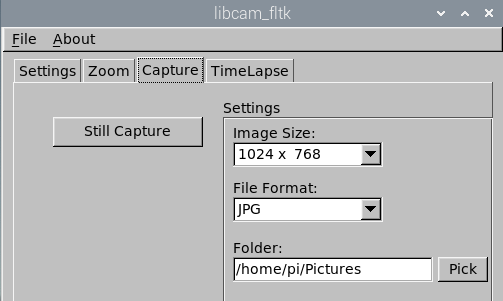 libcam_fltk
File About
Settings Zoom Capture TimeLapse
Still Capture
Settings
Image Size:
1024 x 768
File Format:
JPG
Folder:
/home/pi/Pictures Pick